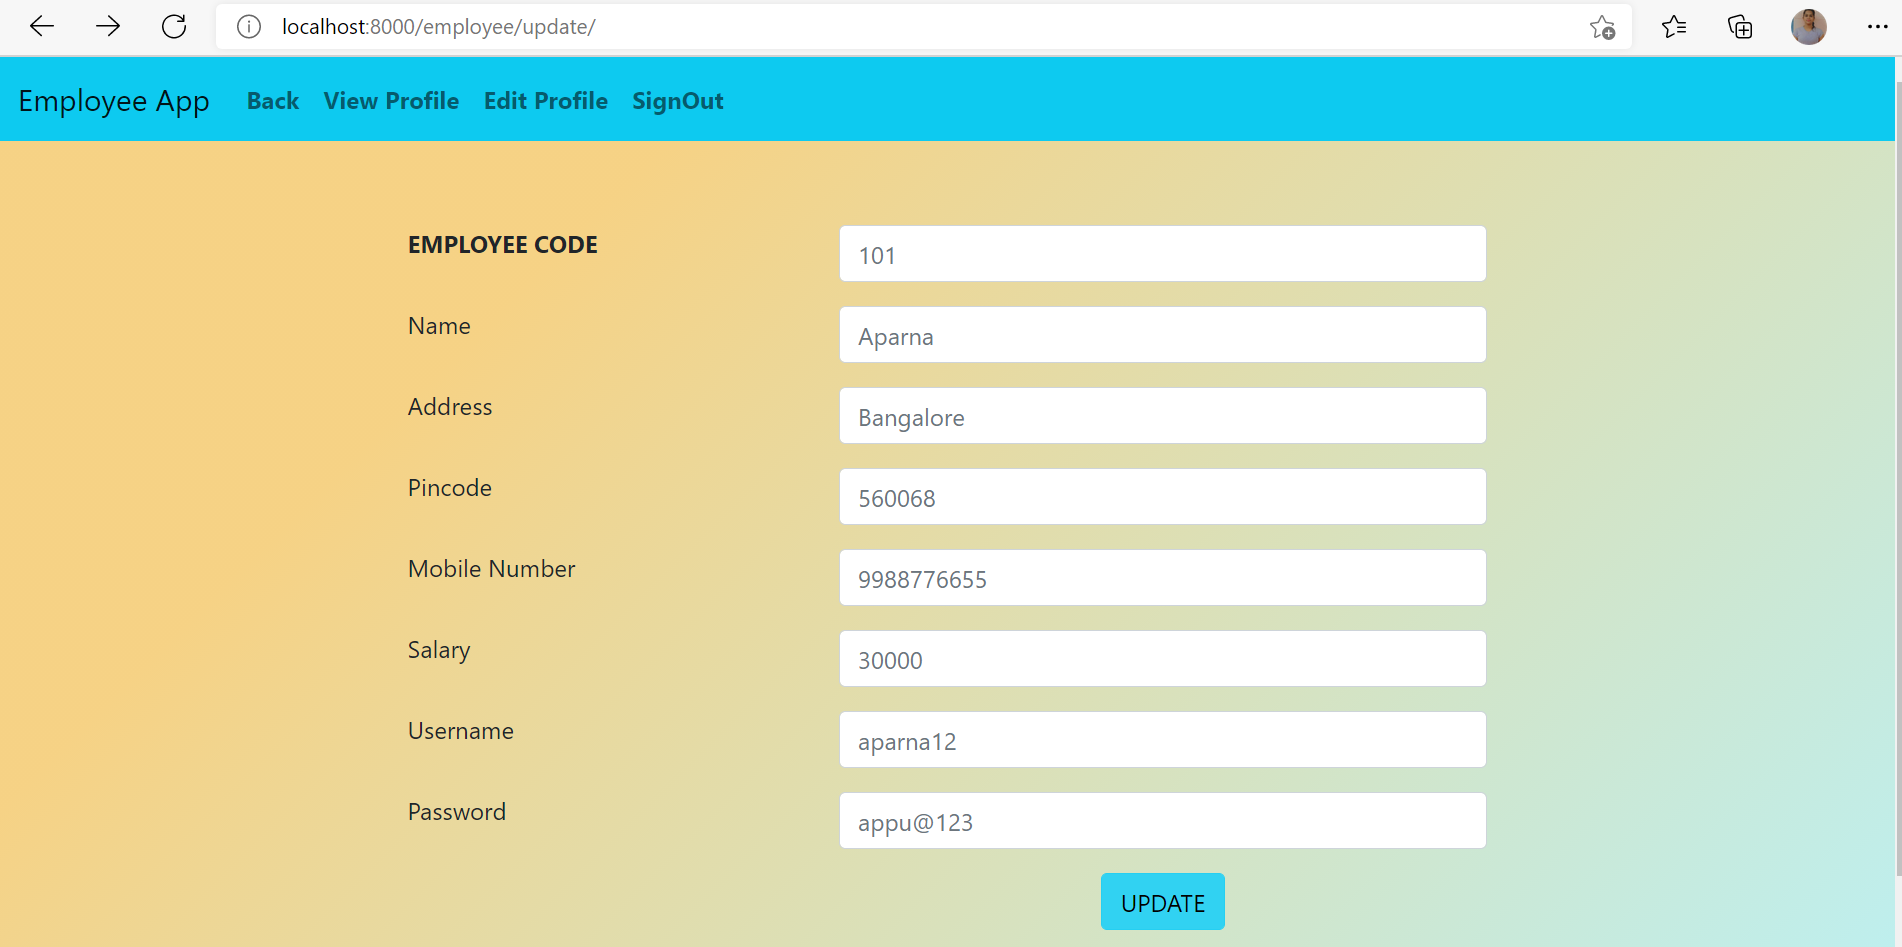 localhost:8000/employee/update/
Employee App Back View Profile Edit Profile SignOut
EMPLOYEE CODE 101
Name Aparna
Address Bangalore
Pincode 560068
Mobile Number 9988776655
Salary 30000
Username aparna12
Password appu@123
UPDATE